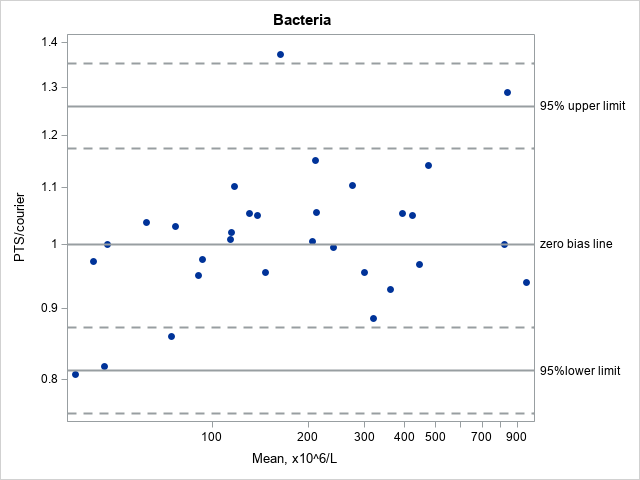 Bacteria
1.4
1.3
1.2
1.1
1
0.9
0.8
PTS/courier
95% upper limit
zero bias line
95%lower limit
100 200 300 400 500 700 900
Mean, x10^6/L